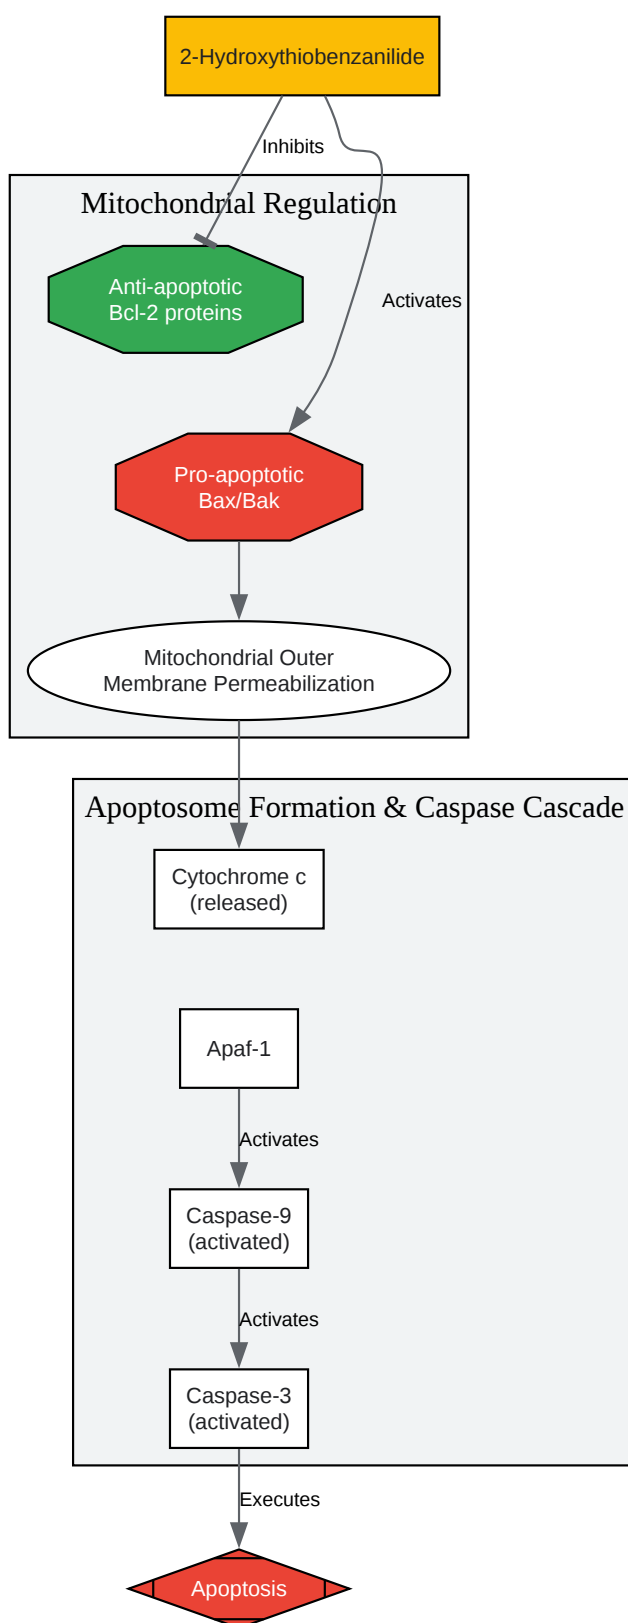 2-Hydroxythiobenzanilide
Inhibits
Mitochondrial Regulation
Anti-apoptotic
Bcl-2 proteins
Activates
Pro-apoptotic
Bax/Bak
Mitochondrial Outer
Membrane Permeabilization
Apoptosome Formation & Caspase Cascade
Cytochrome c
(released)
Apaf-1
Activates
Caspase-9
(activated)
Activates
Caspase-3
(activated)
Executes
Apoptosis